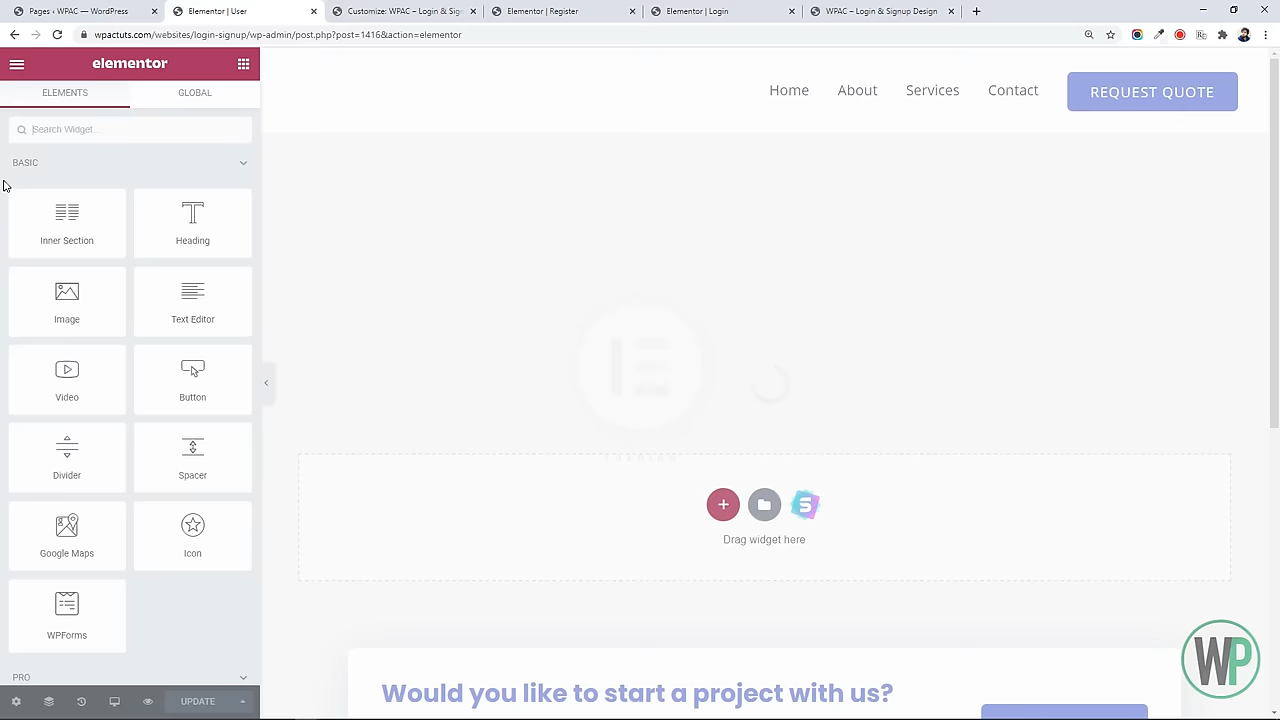 Pages ‹ WPAC — WordPress
Elementor | User
Customize: WPAC – Login & Sig
Elementor | Register
Elementor | Login
WPAC – Login & Signup Design
wpactuts.com/websites/login-signup/wp-admin/post.php?post=1416&action=elementor
elementor
ELEMENTS
GLOBAL
Search Widget...
BASIC
Inner Section
Heading
Image
Text Editor
Video
Button
Divider
Spacer
Google Maps
Icon
WPForms
PRO
UPDATE
Home
About
Services
Contact
REQUEST QUOTE
Drag widget here
Would you like to start a project with us?
WP